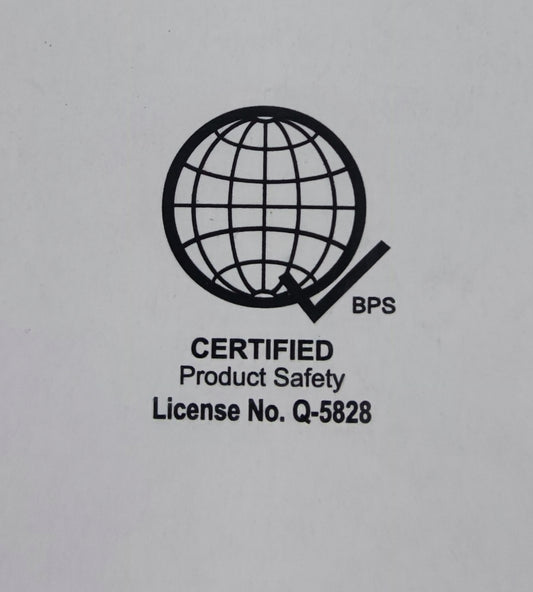 BPS
CERTIFIED
Product Safety
License No. Q-5828